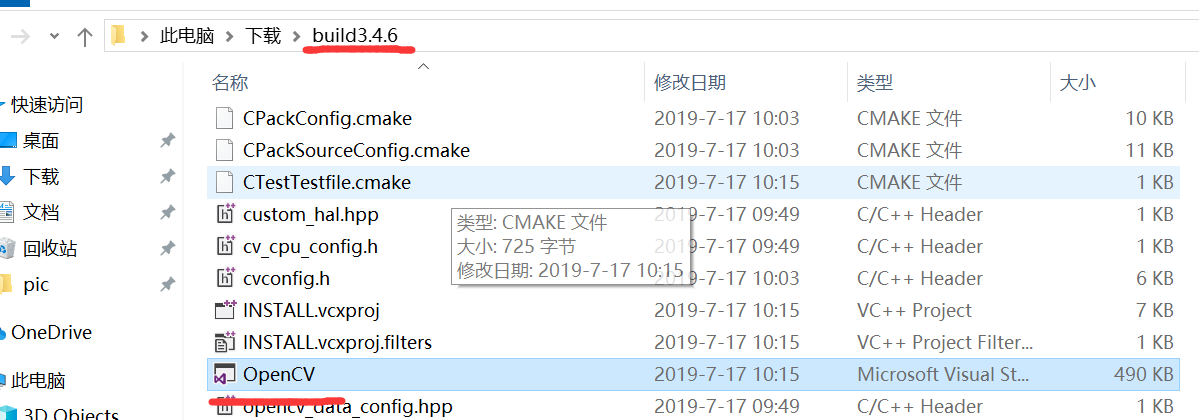 此电脑 下载 build3.4.6
名称 修改日期 类型 大小
快速访问
桌面
下载
文档
回收站
pic
OneDrive
此电脑
3D Objects
CPackConfig.cmake 2019-7-17 10:03 CMAKE 文件 10 KB
CPackSourceConfig.cmake 2019-7-17 10:03 CMAKE 文件 11 KB
CTestTestfile.cmake 2019-7-17 10:15 CMAKE 文件 1 KB
custom_hal.hpp 2019-7-17 09:49 C/C++ Header 1 KB
cv_cpu_config.h 2019-7-17 09:49 C/C++ Header 1 KB
cvconfig.h 2019-7-17 10:03 C/C++ Header 6 KB
INSTALL.vcxproj 2019-7-17 10:15 VC++ Project 7 KB
INSTALL.vcxproj.filters 2019-7-17 10:15 VC++ Project Filter... 1 KB
OpenCV 2019-7-17 10:15 Microsoft Visual St... 490 KB
opencv_data_config.hpp 2019-7-17 10:03 C/C++ Header 1 KB
类型: CMAKE 文件
大小: 725 字节
修改日期: 2019-7-17 10:15